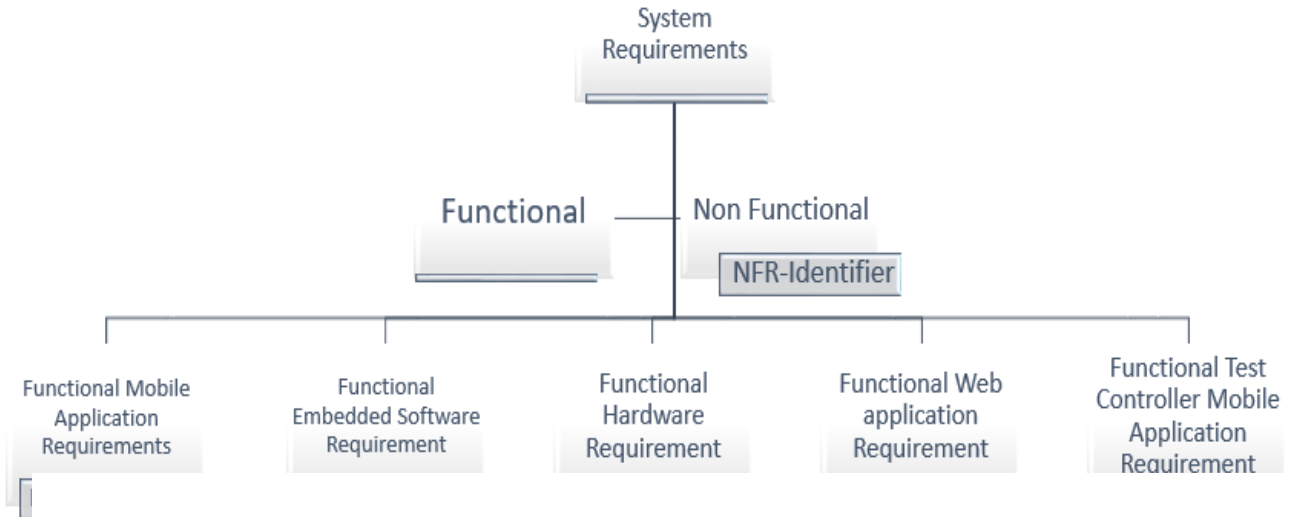 System
Requirements
Functional
Non Functional
NFR-Identifier
Functional Mobile
Application
Requirements
Functional
Embedded Software
Requirement
Functional
Hardware
Requirement
Functional Web
application
Requirement
Functional Test
Controller Mobile
Application
Requirement